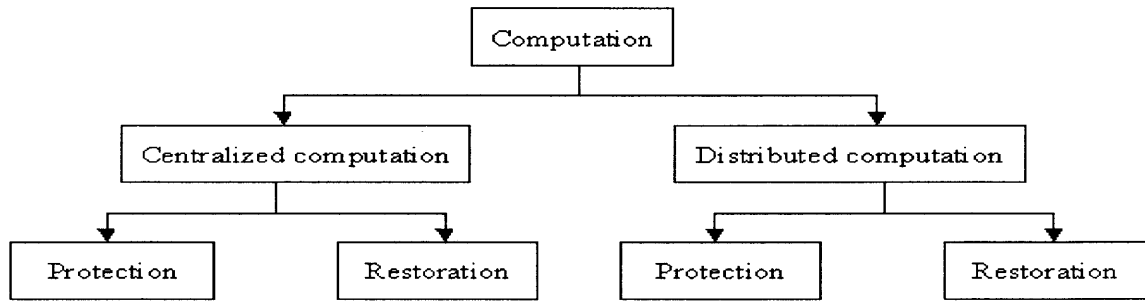 Computation
Centralized computation
Distributed computation
Protection
Restoration
Protection
Restoration